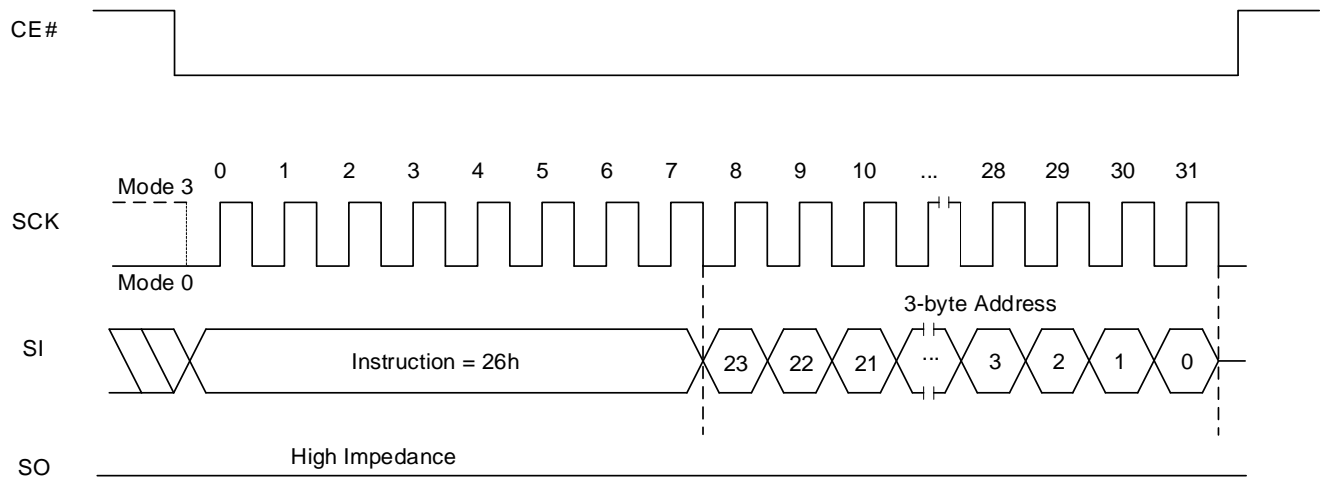 CE#
0 1 2 3 4 5 6 7 8 9 10 ... 28 29 30 31
Mode 3
SCK
Mode 0
3-byte Address
SI
Instruction = 26h 23 22 21 ... 3 2 1 0
High Impedance
SO